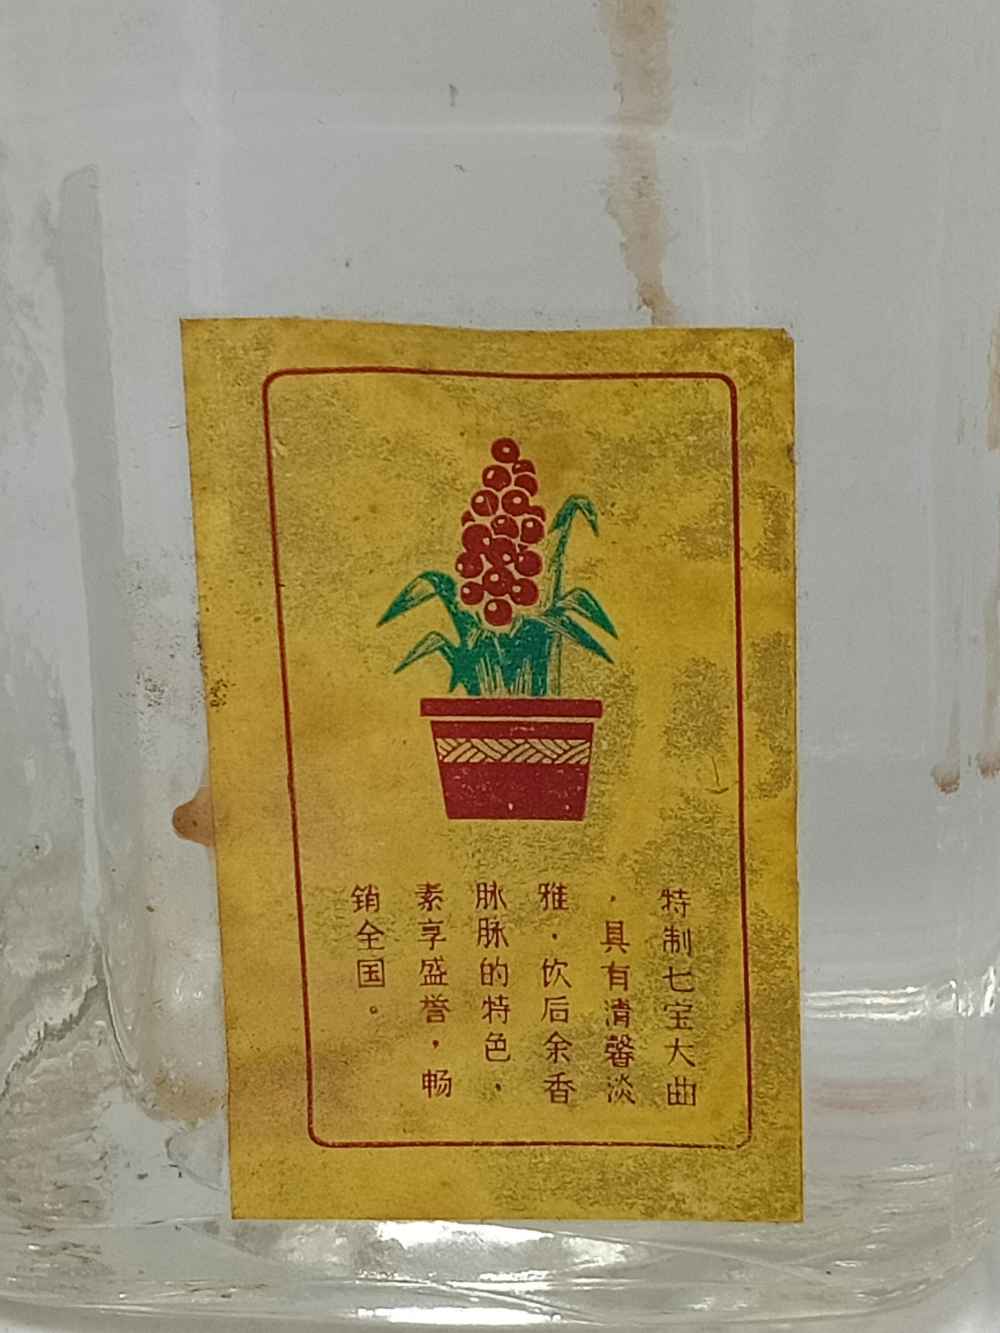 特制七宝大曲
，具有清馨淡
雅．饮后余香
脉脉的特色，
素享盛誉，畅
销全国。